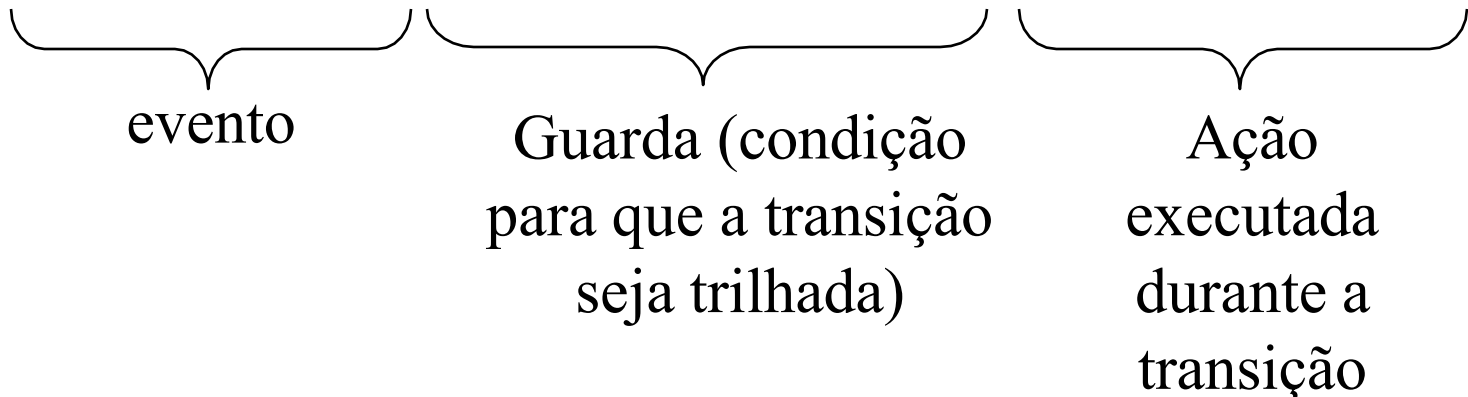 evento
Guarda (condição
para que a transição
seja trilhada)
Ação
executada
durante a
transição